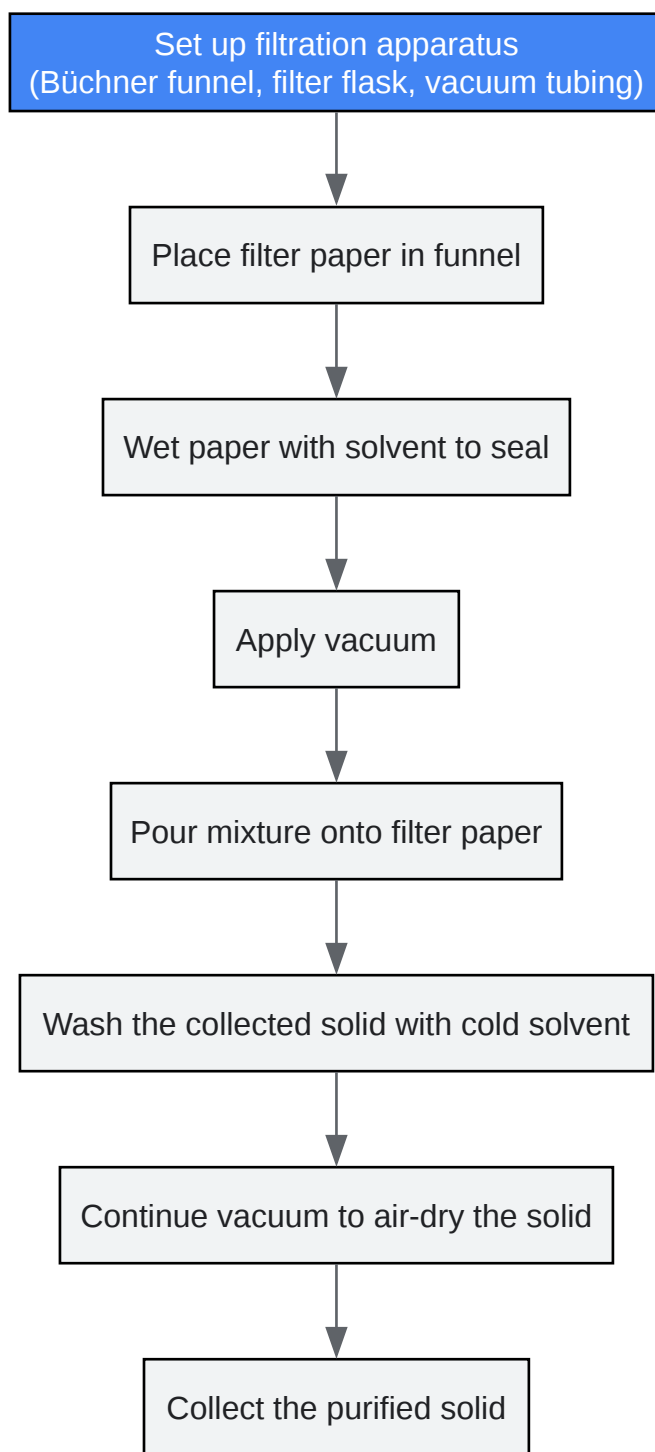 Set up filtration apparatus
(Büchner funnel, filter flask, vacuum tubing)
Place filter paper in funnel
Wet paper with solvent to seal
Apply vacuum
Pour mixture onto filter paper
Wash the collected solid with cold solvent
Continue vacuum to air-dry the solid
Collect the purified solid